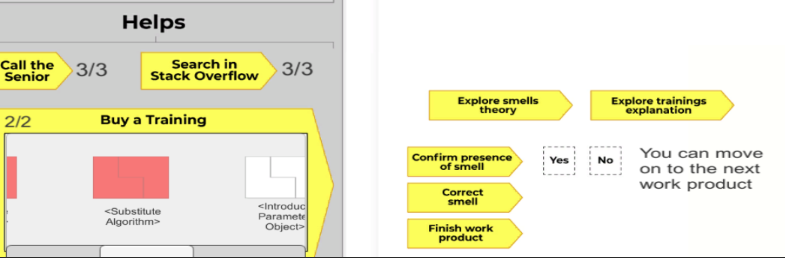 Helps
Call the
Senior
3/3
Search in
Stack Overflow
3/3
2/2
Buy a Training
<Substitute
Algorithm>
<Introduc
Paramete
Object>
Explore smells
theory
Explore trainings
explanation
Confirm presence
of smell
Yes
No
You can move
on to the next
work product
Correct
smell
Finish work
product